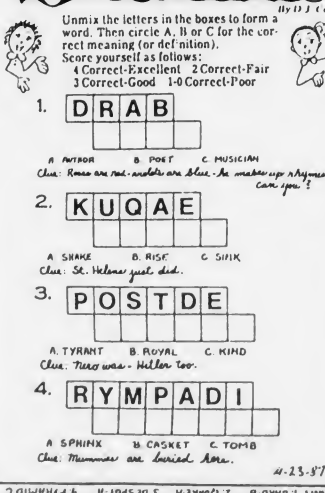 By D J C
Unmix the letters in the boxes to form a
word. Then circle A, B or C for the cor-
rect meaning (or definition).
Score yourself as follows:
4 Correct-Excellent 2 Correct-Fair
3 Correct-Good 1-0 Correct-Poor
1. DRAB
A AUTHOR B. POET C. MUSICIAN
Clue: Roses are red-violets are blue-he makes up rhymes
can you?
2. KUQAE
A SHAKE B. RISE C SINK
Clue: St. Helens just did.
3. POSTDE
A. TYRANT B. ROYAL C. KIND
Clue: Nero was - Hitler too.
4. RYMPADI
A SPHINX B CASKET C. TOMB
Clue: Mummies are buried here.
4-23-87